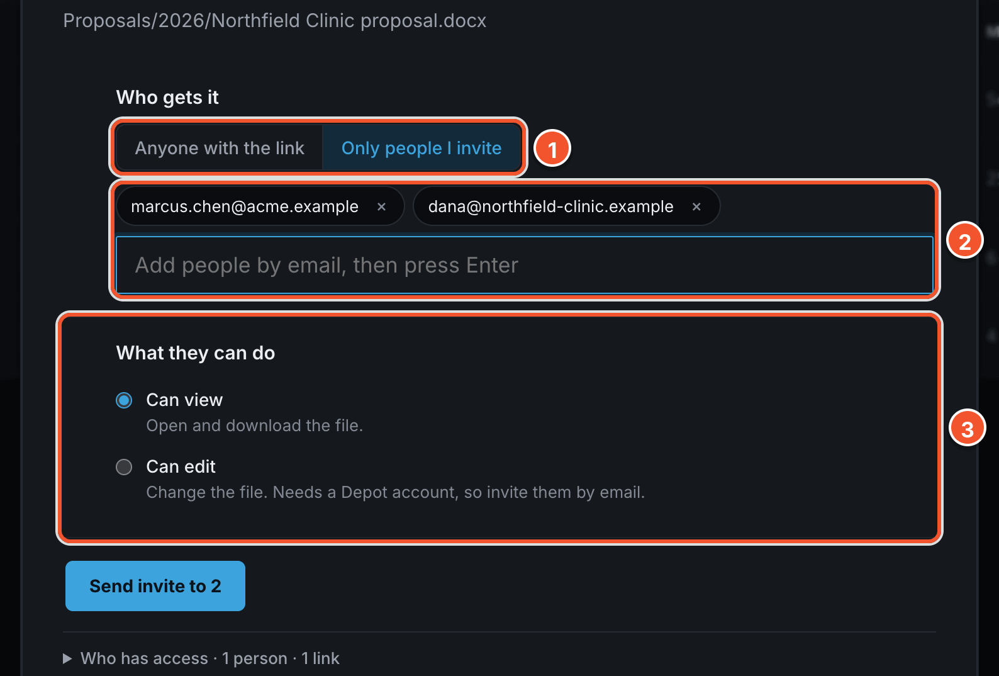 Proposals/2026/Northfield Clinic proposal.docx
Who gets it
Anyone with the link Only people I invite
1
marcus.chen@acme.example × dana@northfield-clinic.example ×
2
Add people by email, then press Enter
What they can do
Can view
Open and download the file.
3
Can edit
Change the file. Needs a Depot account, so invite them by email.
Send invite to 2
▶ Who has access · 1 person · 1 link